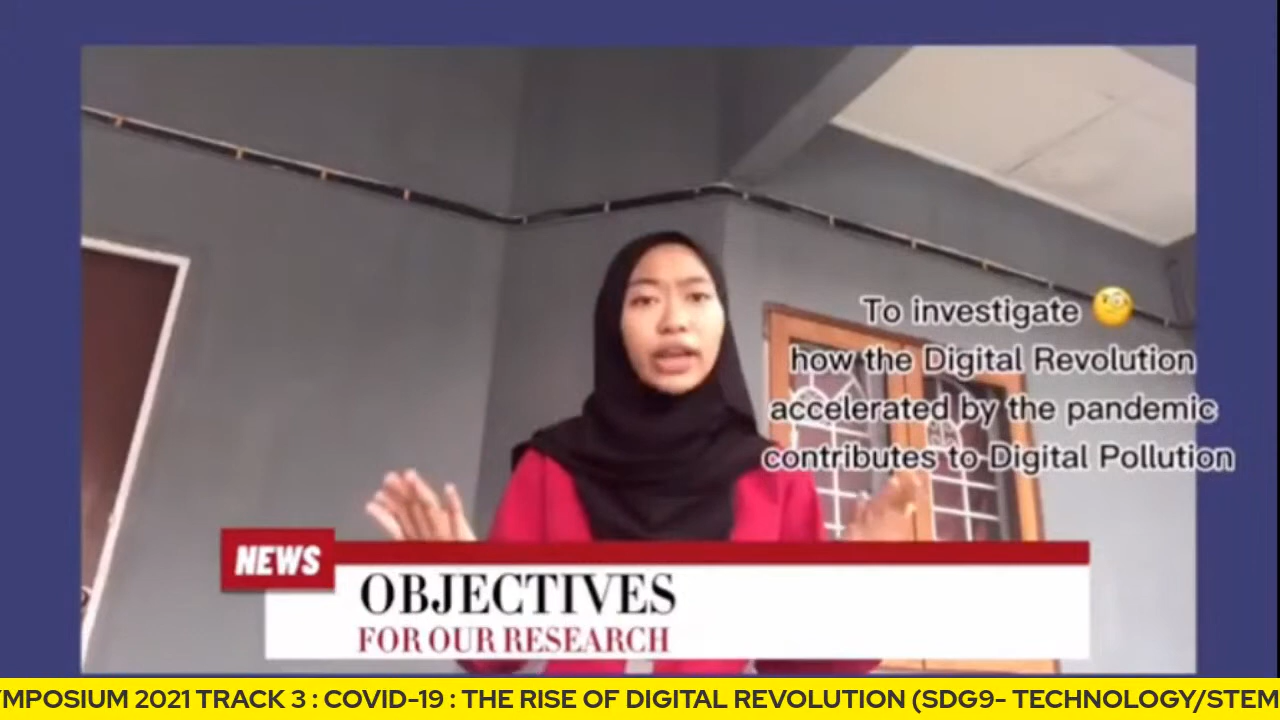 To investigate 🧐
how the Digital Revolution
accelerated by the pandemic
contributes to Digital Pollution
NEWS
OBJECTIVES
FOR OUR RESEARCH
YMPOSIUM 2021 TRACK 3 : COVID-19 : THE RISE OF DIGITAL REVOLUTION (SDG9- TECHNOLOGY/STEM